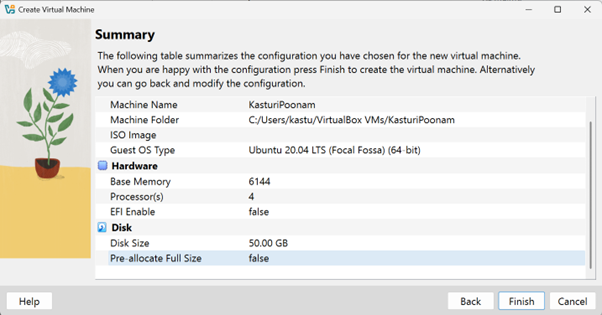 Create Virtual Machine
Summary
The following table summarizes the configuration you have chosen for the new virtual machine.
When you are happy with the configuration press Finish to create the virtual machine. Alternatively
you can go back and modify the configuration.
Machine Name KasturiPoonam
Machine Folder C:/Users/kastu/VirtualBox VMs/KasturiPoonam
ISO Image
Guest OS Type Ubuntu 20.04 LTS (Focal Fossa) (64-bit)
Hardware
Base Memory 6144
Processor(s) 4
EFI Enable false
Disk
Disk Size 50.00 GB
Pre-allocate Full Size false
Help Back Finish Cancel